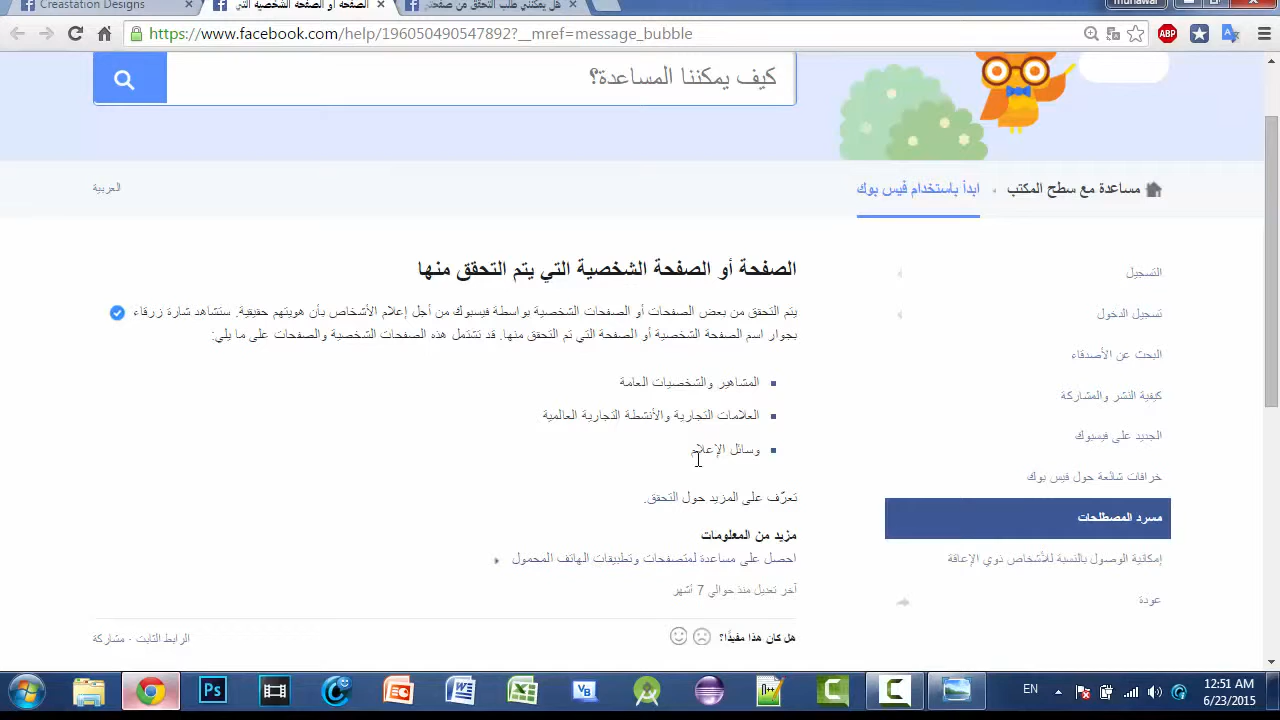 Creastation Designs
الصفحة أو الصفحة الشخصية التي
هل يمكنني طلب التحقق من صفحتي
munawar
https://www.facebook.com/help/196050490547892?__mref=message_bubble
ABP
كيف يمكننا المساعدة؟
مساعدة مع سطح المكتب
ابدأ باستخدام فيس بوك
العربية
التسجيل
تسجيل الدخول
البحث عن الأصدقاء
كيفية النشر والمشاركة
الجديد على فيسبوك
خرافات شائعة حول فيس بوك
مسرد المصطلحات
إمكانية الوصول بالنسبة للأشخاص ذوي الإعاقة
عودة
الصفحة أو الصفحة الشخصية التي يتم التحقق منها
يتم التحقق من بعض الصفحات أو الصفحات الشخصية بواسطة فيسبوك من أجل إعلام الأشخاص بأن هويتهم حقيقية. ستشاهد شارة زرقاء
بجوار اسم الصفحة الشخصية أو الصفحة التي تم التحقق منها. قد تشتمل هذه الصفحات الشخصية والصفحات على ما يلي:
المشاهير والشخصيات العامة
العلامات التجارية والأنشطة التجارية العالمية
وسائل الإعلام
تعرّف على المزيد حول التحقق.
مزيد من المعلومات
احصل على مساعدة لمتصفحات وتطبيقات الهاتف المحمول
آخر تعديل منذ حوالي 7 أشهر
هل كان هذا مفيدًا؟
الرابط الثابت · مشاركة
Ps
VB
EN
12:51 AM
6/23/2015